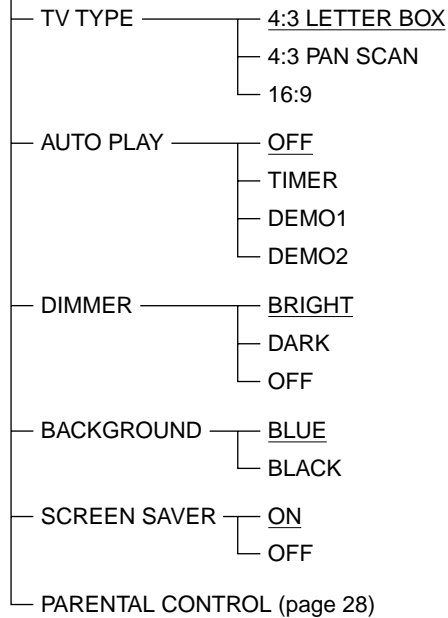 TV TYPE 4:3 LETTER BOX
4:3 PAN SCAN
16:9
AUTO PLAY OFF
TIMER
DEMO1
DEMO2
DIMMER BRIGHT
DARK
OFF
BACKGROUND BLUE
BLACK
SCREEN SAVER ON
OFF
PARENTAL CONTROL (page 28)